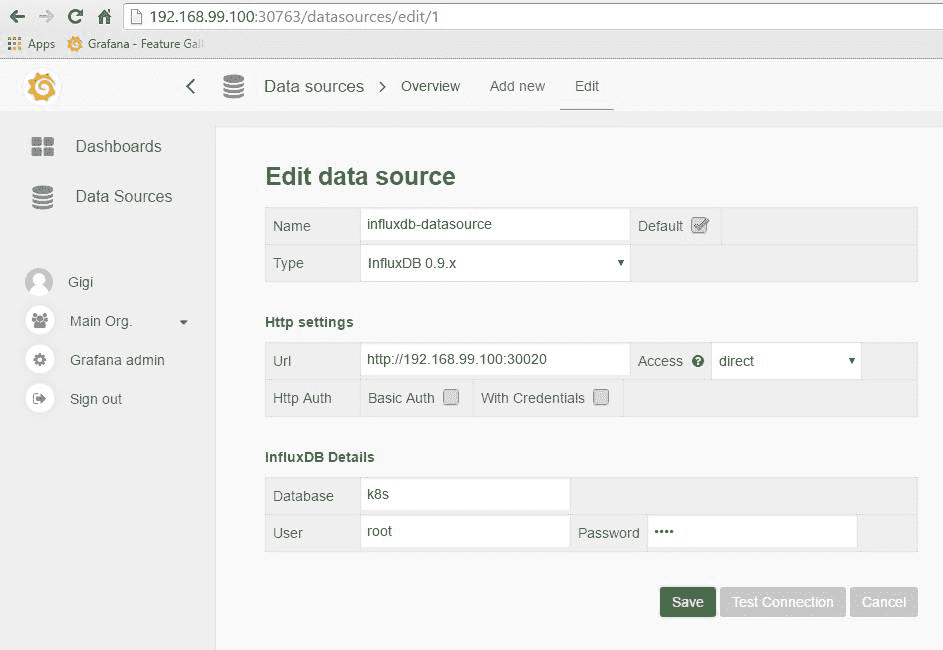 192.168.99.100:30763/datasources/edit/1
Apps Grafana - Feature Gal
Data sources Overview Add new Edit
Dashboards
Data Sources
Gigi
Main Org.
Grafana admin
Sign out
Edit data source
Name influxdb-datasource Default
Type InfluxDB 0.9.x
Http settings
Url http://192.168.99.100:30020 Access ? direct
Http Auth Basic Auth With Credentials
InfluxDB Details
Database k8s
User root Password ••••
Save Test Connection Cancel